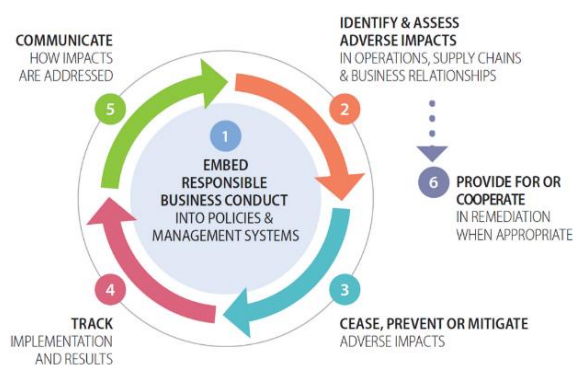 1
EMBED
RESPONSIBLE
BUSINESS CONDUCT
INTO POLICIES &
MANAGEMENT SYSTEMS
2
IDENTIFY & ASSESS
ADVERSE IMPACTS
IN OPERATIONS, SUPPLY CHAINS
& BUSINESS RELATIONSHIPS
3
CEASE, PREVENT OR MITIGATE
ADVERSE IMPACTS
4
TRACK
IMPLEMENTATION
AND RESULTS
5
COMMUNICATE
HOW IMPACTS
ARE ADDRESSED
6
PROVIDE FOR OR
COOPERATE
IN REMEDIATION
WHEN APPROPRIATE